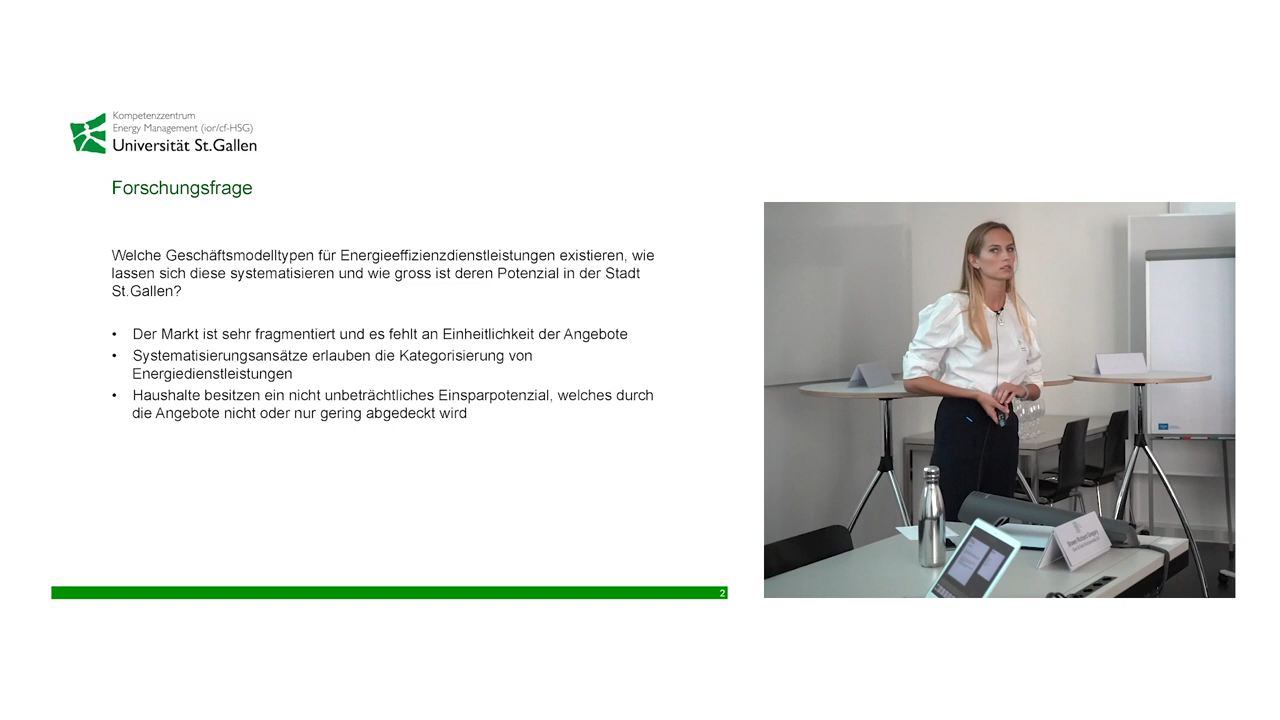 Kompetenzzentrum
Energy Management (ior/cf-HSG)
Universität St.Gallen
Forschungsfrage
Welche Geschäftsmodelltypen für Energieeffizienzdienstleistungen existieren, wie
lassen sich diese systematisieren und wie gross ist deren Potenzial in der Stadt
St.Gallen?
• Der Markt ist sehr fragmentiert und es fehlt an Einheitlichkeit der Angebote
• Systematisierungsansätze erlauben die Kategorisierung von
Energiedienstleistungen
• Haushalte besitzen ein nicht unbeträchtliches Einsparpotenzial, welches durch
die Angebote nicht oder nur gering abgedeckt wird
2